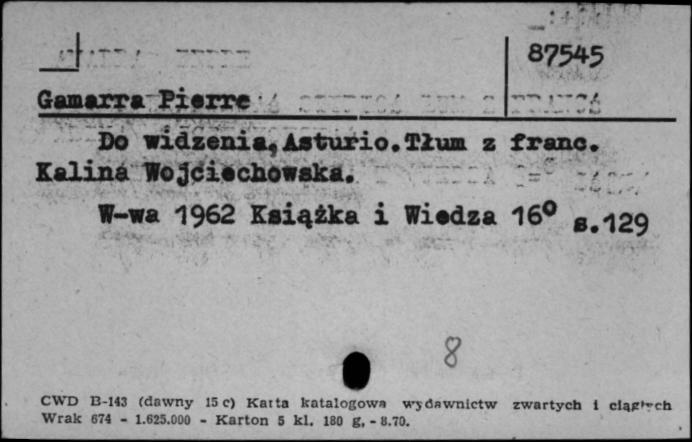 87545
Gamarra Pierre
Do widzenia, Asturio. Tłum z franc.
Kalina Wojciechowska.
W-wa 1962 Książka i Wiedza 16⁰ s.129
8
CWD B-143 (dawny 15 c) Karta katalogowa wydawnictw zwartych i ciągłych
Wrak 674 - 1.625.000 - Karton 5 kl. 180 g, - 8.70.